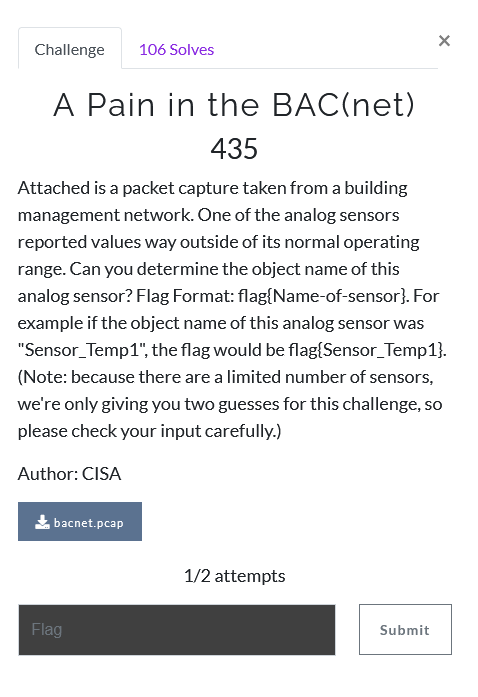 Challenge
106 Solves
×
A Pain in the BAC(net)
435
Attached is a packet capture taken from a building
management network. One of the analog sensors
reported values way outside of its normal operating
range. Can you determine the object name of this
analog sensor? Flag Format: flag{Name-of-sensor}. For
example if the object name of this analog sensor was
"Sensor_Temp1", the flag would be flag{Sensor_Temp1}.
(Note: because there are a limited number of sensors,
we're only giving you two guesses for this challenge, so
please check your input carefully.)
Author: CISA
bacnet.pcap
1/2 attempts
Flag
Submit